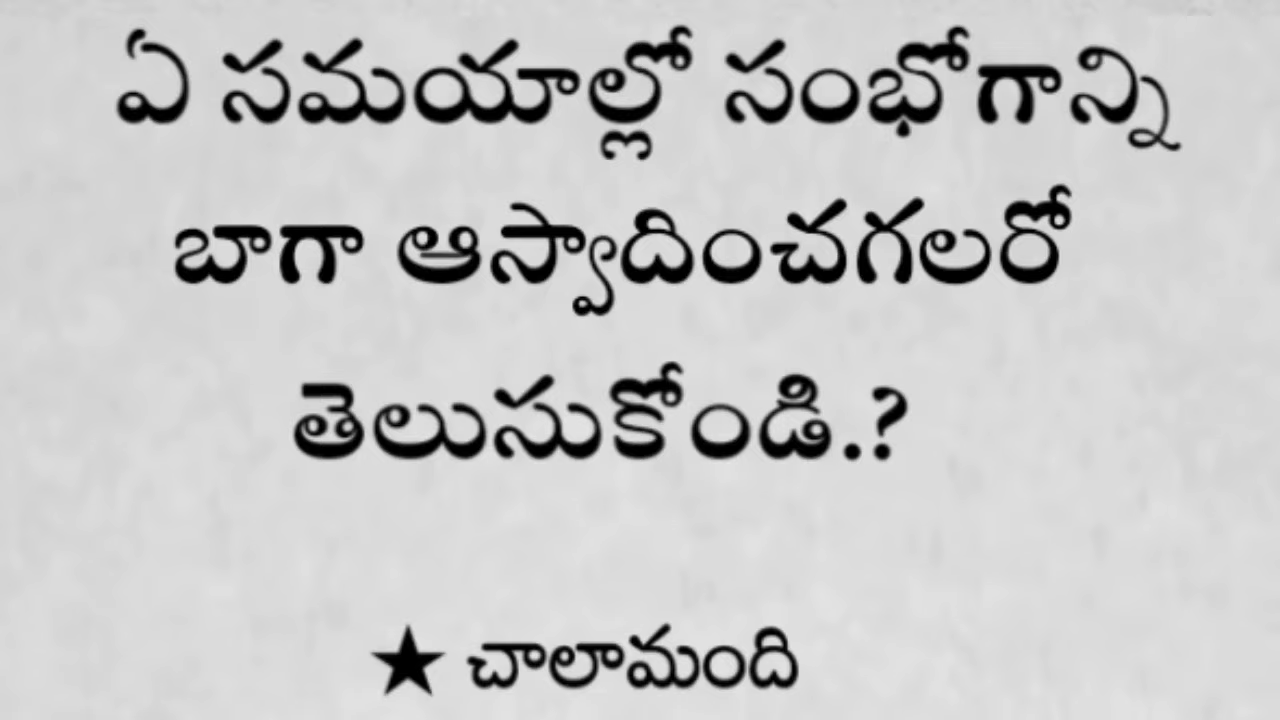 ఏ సమయాల్లో సంభోగాన్ని
బాగా ఆస్వాదించగలరో
తెలుసుకోండి.?
★ చాలామంది